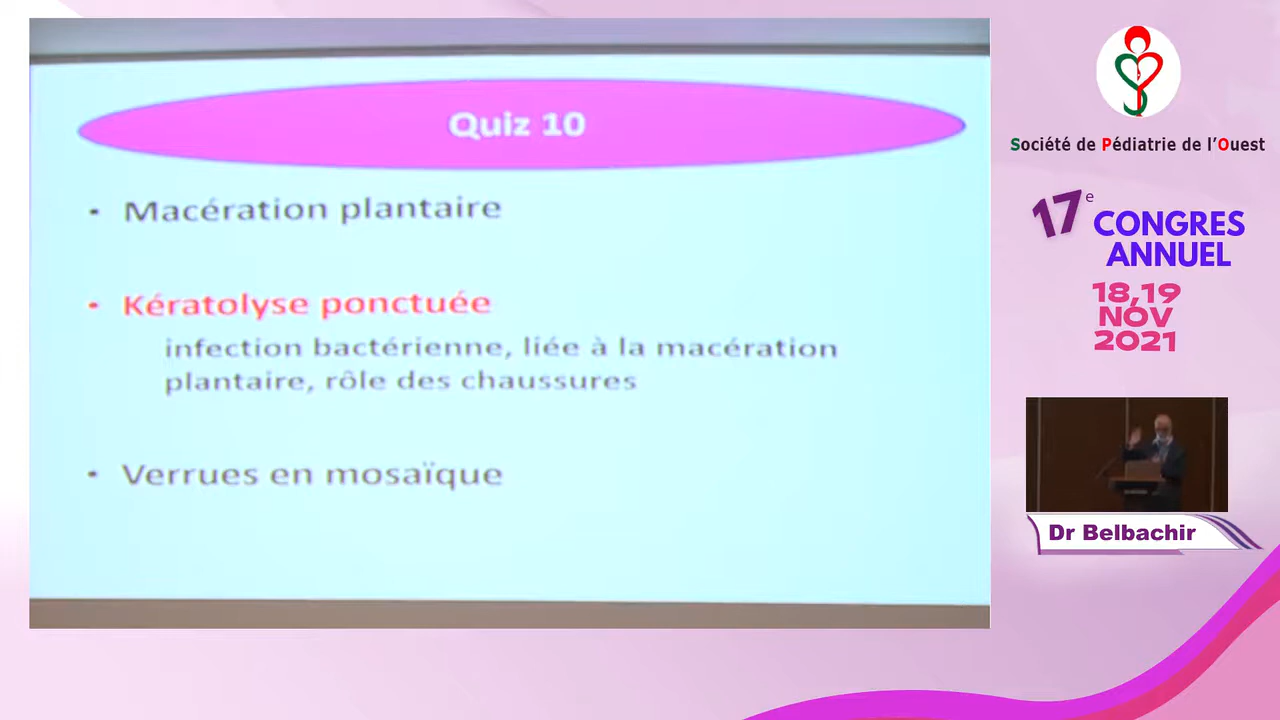 Quiz 10
• Macération plantaire
• Kératolyse ponctuée
infection bactérienne, liée à la macération
plantaire, rôle des chaussures
• Verrues en mosaïque
Société de Pédiatrie de l'Ouest
17e
CONGRES
ANNUEL
18,19
NOV
2021
Dr Belbachir